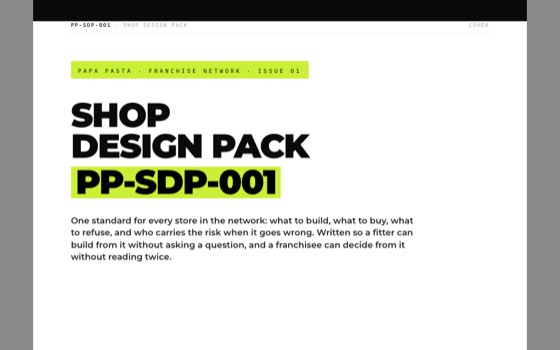 PP-SDP-001 · SHOP DESIGN PACK
COVER
PAPA PASTA · FRANCHISE NETWORK · ISSUE 01
SHOP
DESIGN PACK
PP-SDP-001
One standard for every store in the network: what to build, what to buy, what
to refuse, and who carries the risk when it goes wrong. Written so a fitter can
build from it without asking a question, and a franchisee can decide from it
without reading twice.